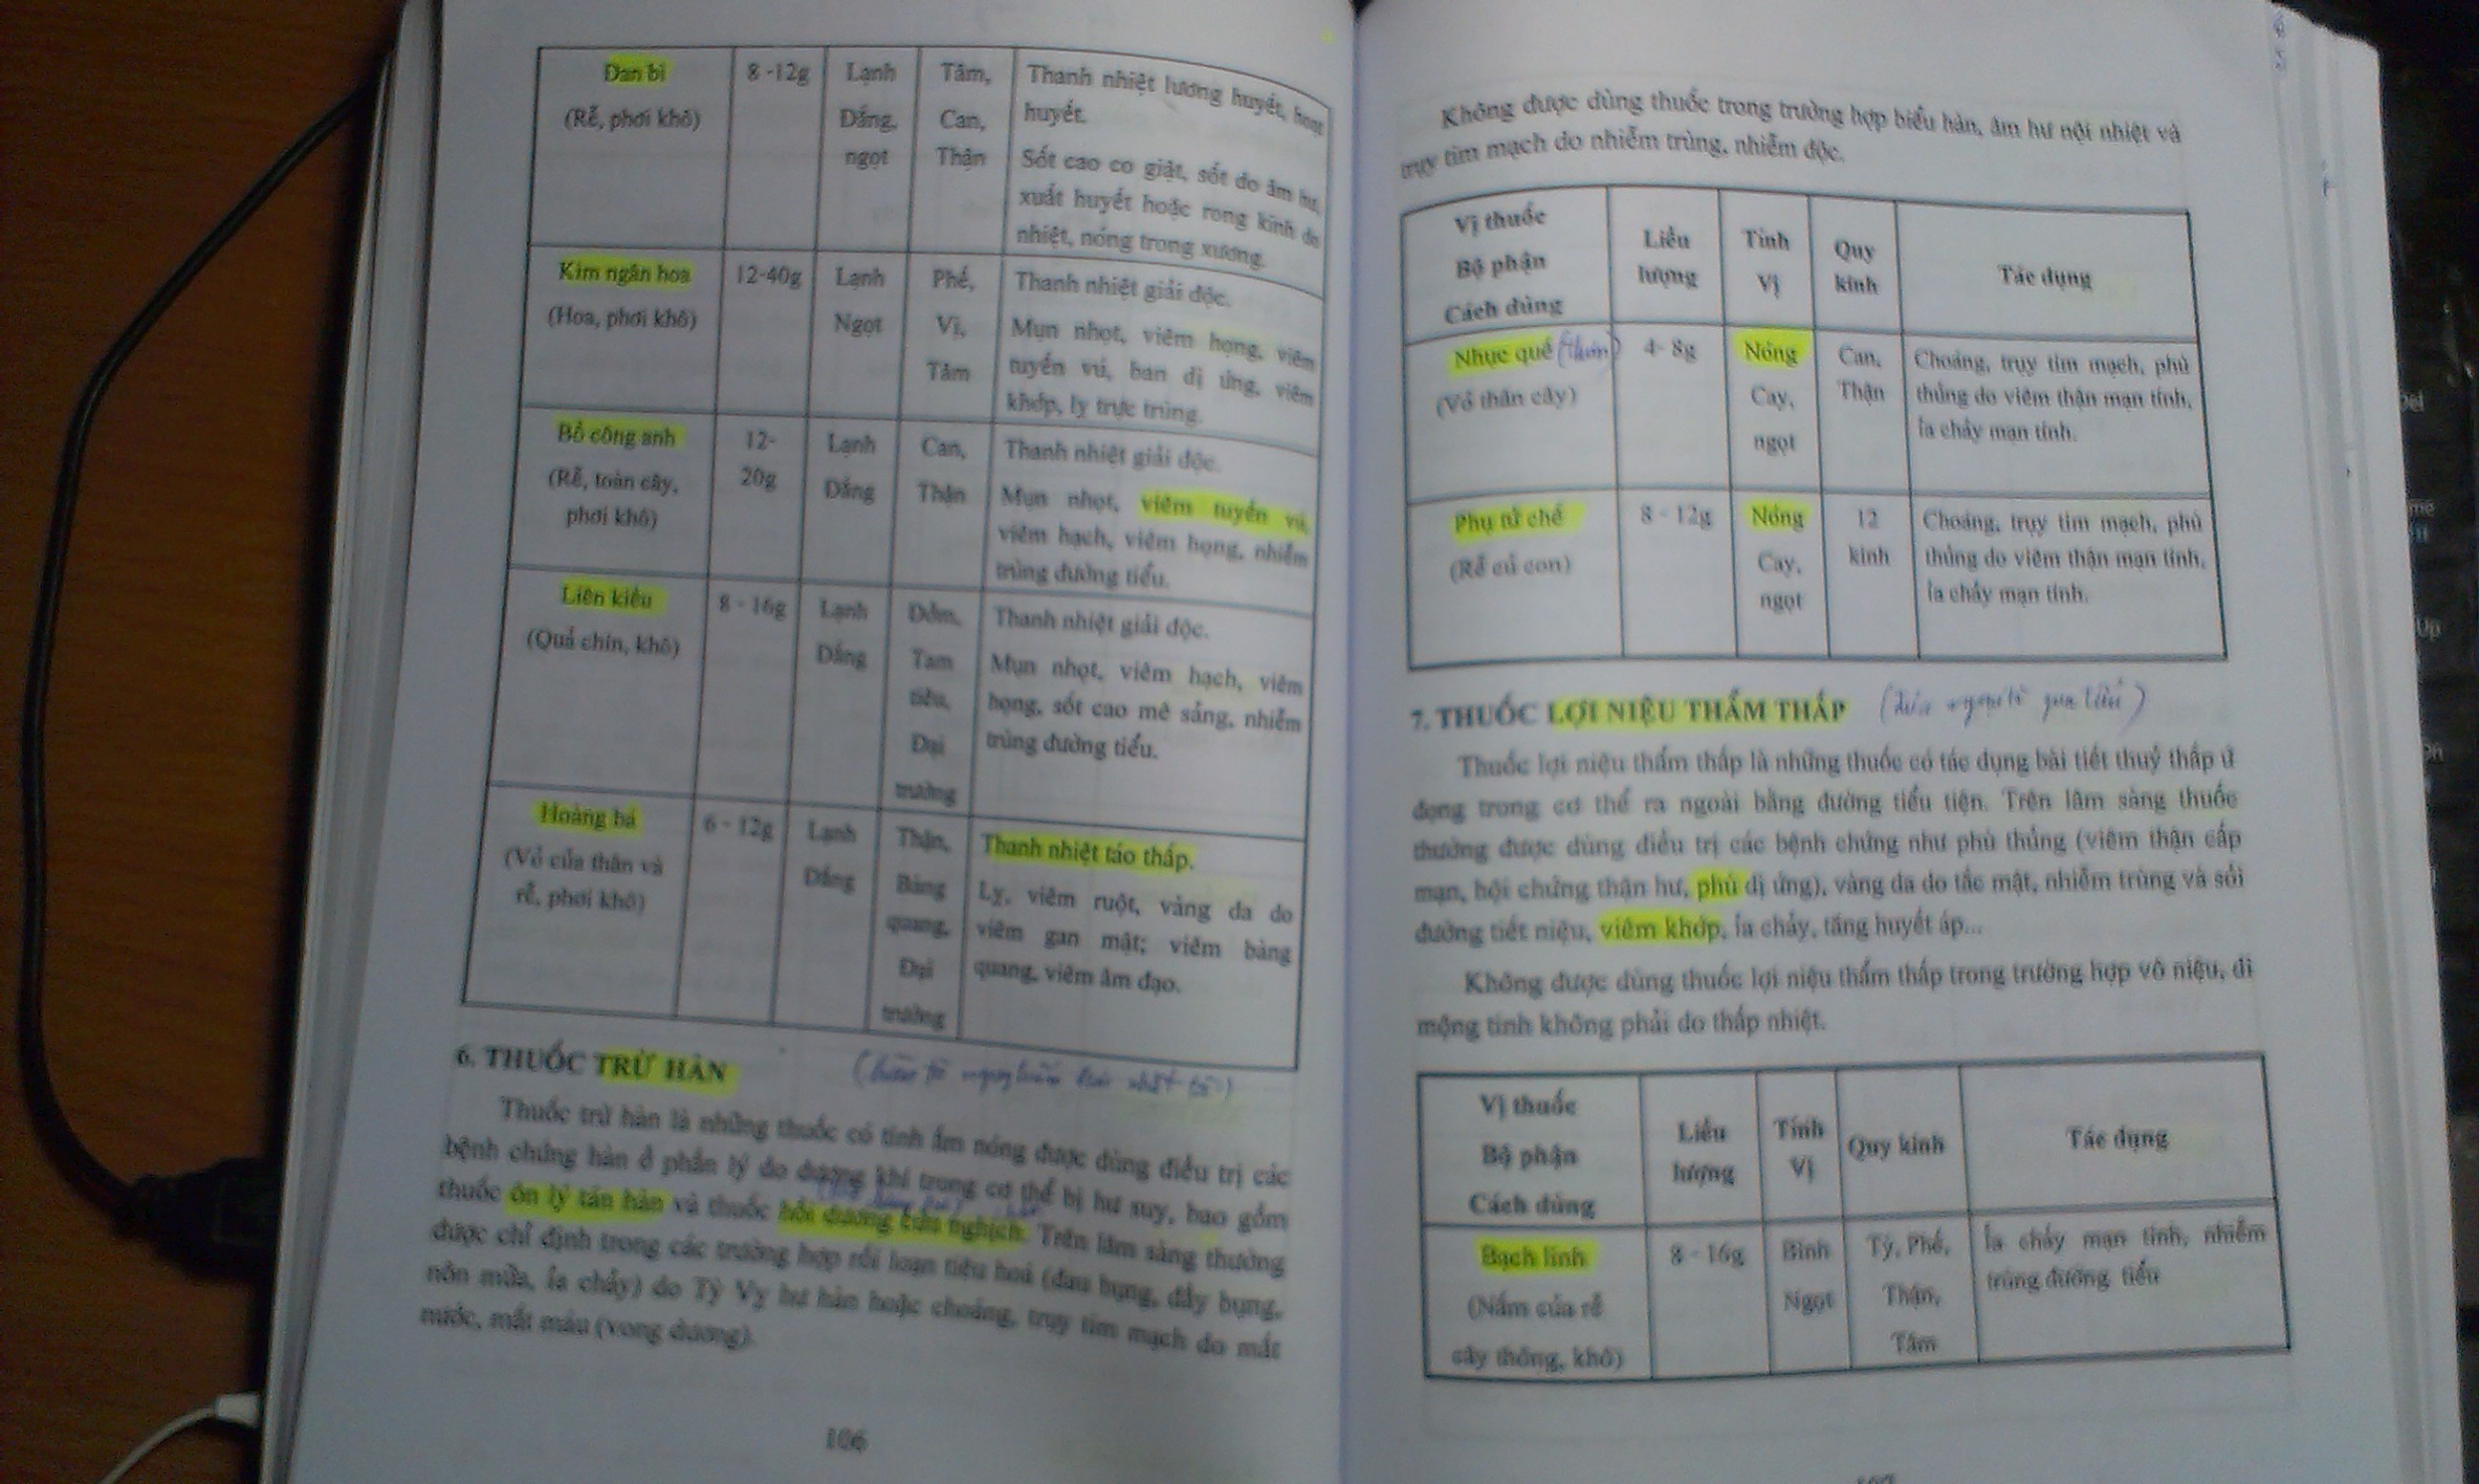 Đan bì
(Rễ, phơi khô)
8 -12g
Lạnh
Đắng,
ngọt
Tâm,
Can,
Thận
Thanh nhiệt lương huyết, hoạt
huyết.
Sốt cao co giật, sốt do âm hư,
xuất huyết hoặc rong kinh do
nhiệt, nóng trong xương.
Kim ngân hoa
(Hoa, phơi khô)
12-40g
Lạnh
Ngọt
Phế,
Vị,
Tâm
Thanh nhiệt giải độc.
Mụn nhọt, viêm họng, viêm
tuyến vú, ban dị ứng, viêm
khớp, lỵ trực trùng.
Bồ công anh
(Rễ, toàn cây,
phơi khô)
12-
20g
Lạnh
Đắng
Can,
Thận
Thanh nhiệt giải độc.
Mụn nhọt, viêm tuyến vú,
viêm hạch, viêm họng, nhiễm
trùng đường tiểu.
Liên kiều
(Quả chín, khô)
8 - 16g
Lạnh
Đắng
Đởm,
Tam
tiêu,
Đại
trường
Thanh nhiệt giải độc.
Mụn nhọt, viêm hạch, viêm
họng, sốt cao mê sảng, nhiễm
trùng đường tiểu.
Hoàng bá
(Vỏ của thân và
rễ, phơi khô)
6 - 12g
Lạnh
Đắng
Thận,
Bàng
quang,
Đại
trường
Thanh nhiệt táo thấp.
Lỵ, viêm ruột, vàng da do
viêm gan mật; viêm bàng
quang, viêm âm đạo.
6. THUỐC TRỪ HÀN
Thuốc trừ hàn là những thuốc có tính ấm nóng được dùng điều trị các
bệnh chứng hàn ở phần lý do dương khí trong cơ thể bị hư suy, bao gồm
thuốc ôn lý tán hàn và thuốc hồi dương cứu nghịch. Trên lâm sàng thường
được chỉ định trong các trường hợp rối loạn tiêu hoá (đau bụng, đầy bụng,
nôn mửa, ỉa chảy) do Tỳ Vỵ hư hàn hoặc choáng, trụy tim mạch do mất
nước, mất máu (vong dương).
106
Không được dùng thuốc trong trường hợp biểu hàn, âm hư nội nhiệt và
trụy tim mạch do nhiễm trùng, nhiễm độc.
Vị thuốc
Bộ phận
Cách dùng
Liều
lượng
Tính
Vị
Quy
kinh
Tác dụng
Nhục quế
(Vỏ thân cây)
4- 8g
Nóng
Cay,
ngọt
Can,
Thận
Choáng, trụy tim mạch, phù
thũng do viêm thận mạn tính,
ỉa chảy mạn tính.
Phụ tử chế
(Rễ củ con)
8 - 12g
Nóng
Cay,
ngọt
12
kinh
Choáng, trụy tim mạch, phù
thũng do viêm thận mạn tính,
ỉa chảy mạn tính.
7. THUỐC LỢI NIỆU THẨM THẤP
Thuốc lợi niệu thẩm thấp là những thuốc có tác dụng bài tiết thuỷ thấp ứ
đọng trong cơ thể ra ngoài bằng đường tiểu tiện. Trên lâm sàng thuốc
thường được dùng điều trị các bệnh chứng như phù thũng (viêm thận cấp
mạn, hội chứng thận hư, phù dị ứng), vàng da do tắc mật, nhiễm trùng và sỏi
đường tiết niệu, viêm khớp, ỉa chảy, tăng huyết áp...
Không được dùng thuốc lợi niệu thẩm thấp trong trường hợp vô niệu, di
mộng tinh không phải do thấp nhiệt.
Vị thuốc
Bộ phận
Cách dùng
Liều
lượng
Tính
Vị
Quy kinh
Tác dụng
Bạch linh
(Nấm của rễ
cây thông, khô)
8 - 16g
Bình
Ngọt
Tỳ, Phế,
Thận,
Tâm
Ỉa chảy mạn tính, nhiễm
trùng đường tiểu